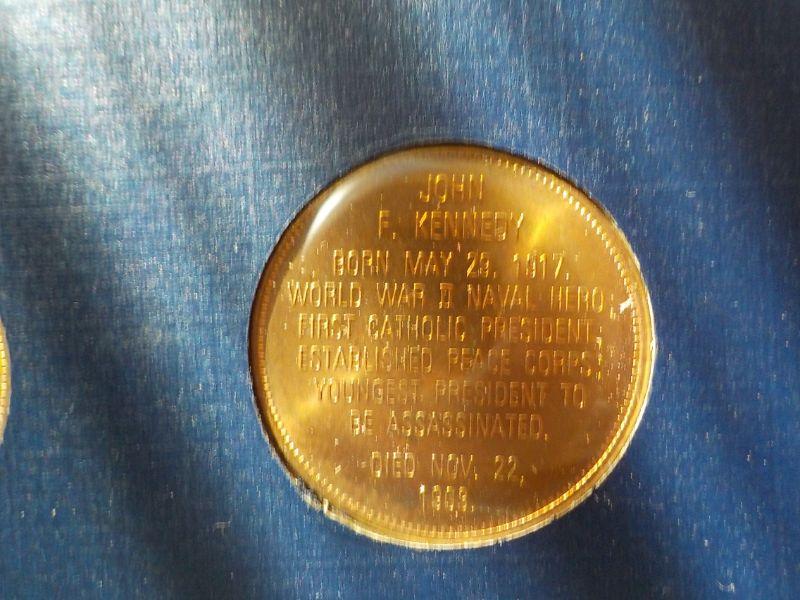 JOHN
F. KENNEDY
BORN MAY 29, 1917,
WORLD WAR II NAVAL HERO;
FIRST CATHOLIC PRESIDENT;
ESTABLISHED PEACE CORPS;
YOUNGEST PRESIDENT TO
BE ASSASSINATED.
DIED NOV. 22,
1963.